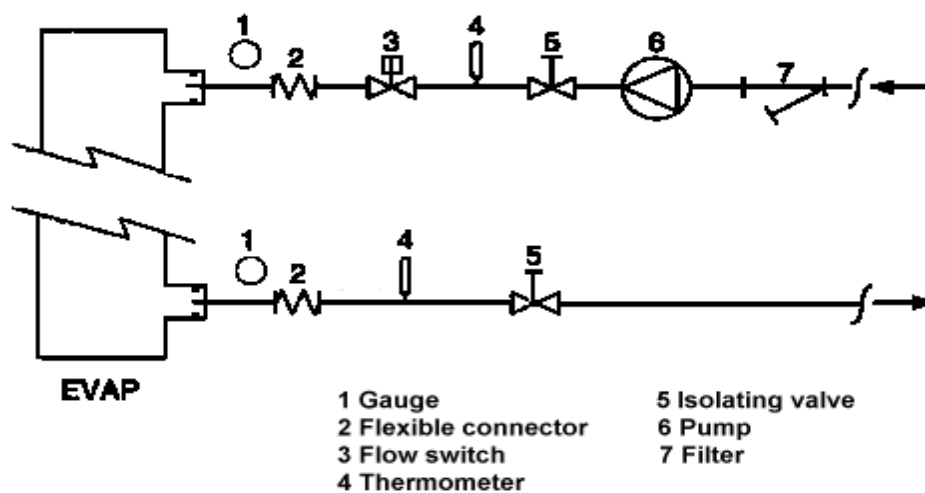 1
2
3
4
5
6
7
1
2
4
5
EVAP
1 Gauge
2 Flexible connector
3 Flow switch
4 Thermometer
5 Isolating valve
6 Pump
7 Filter